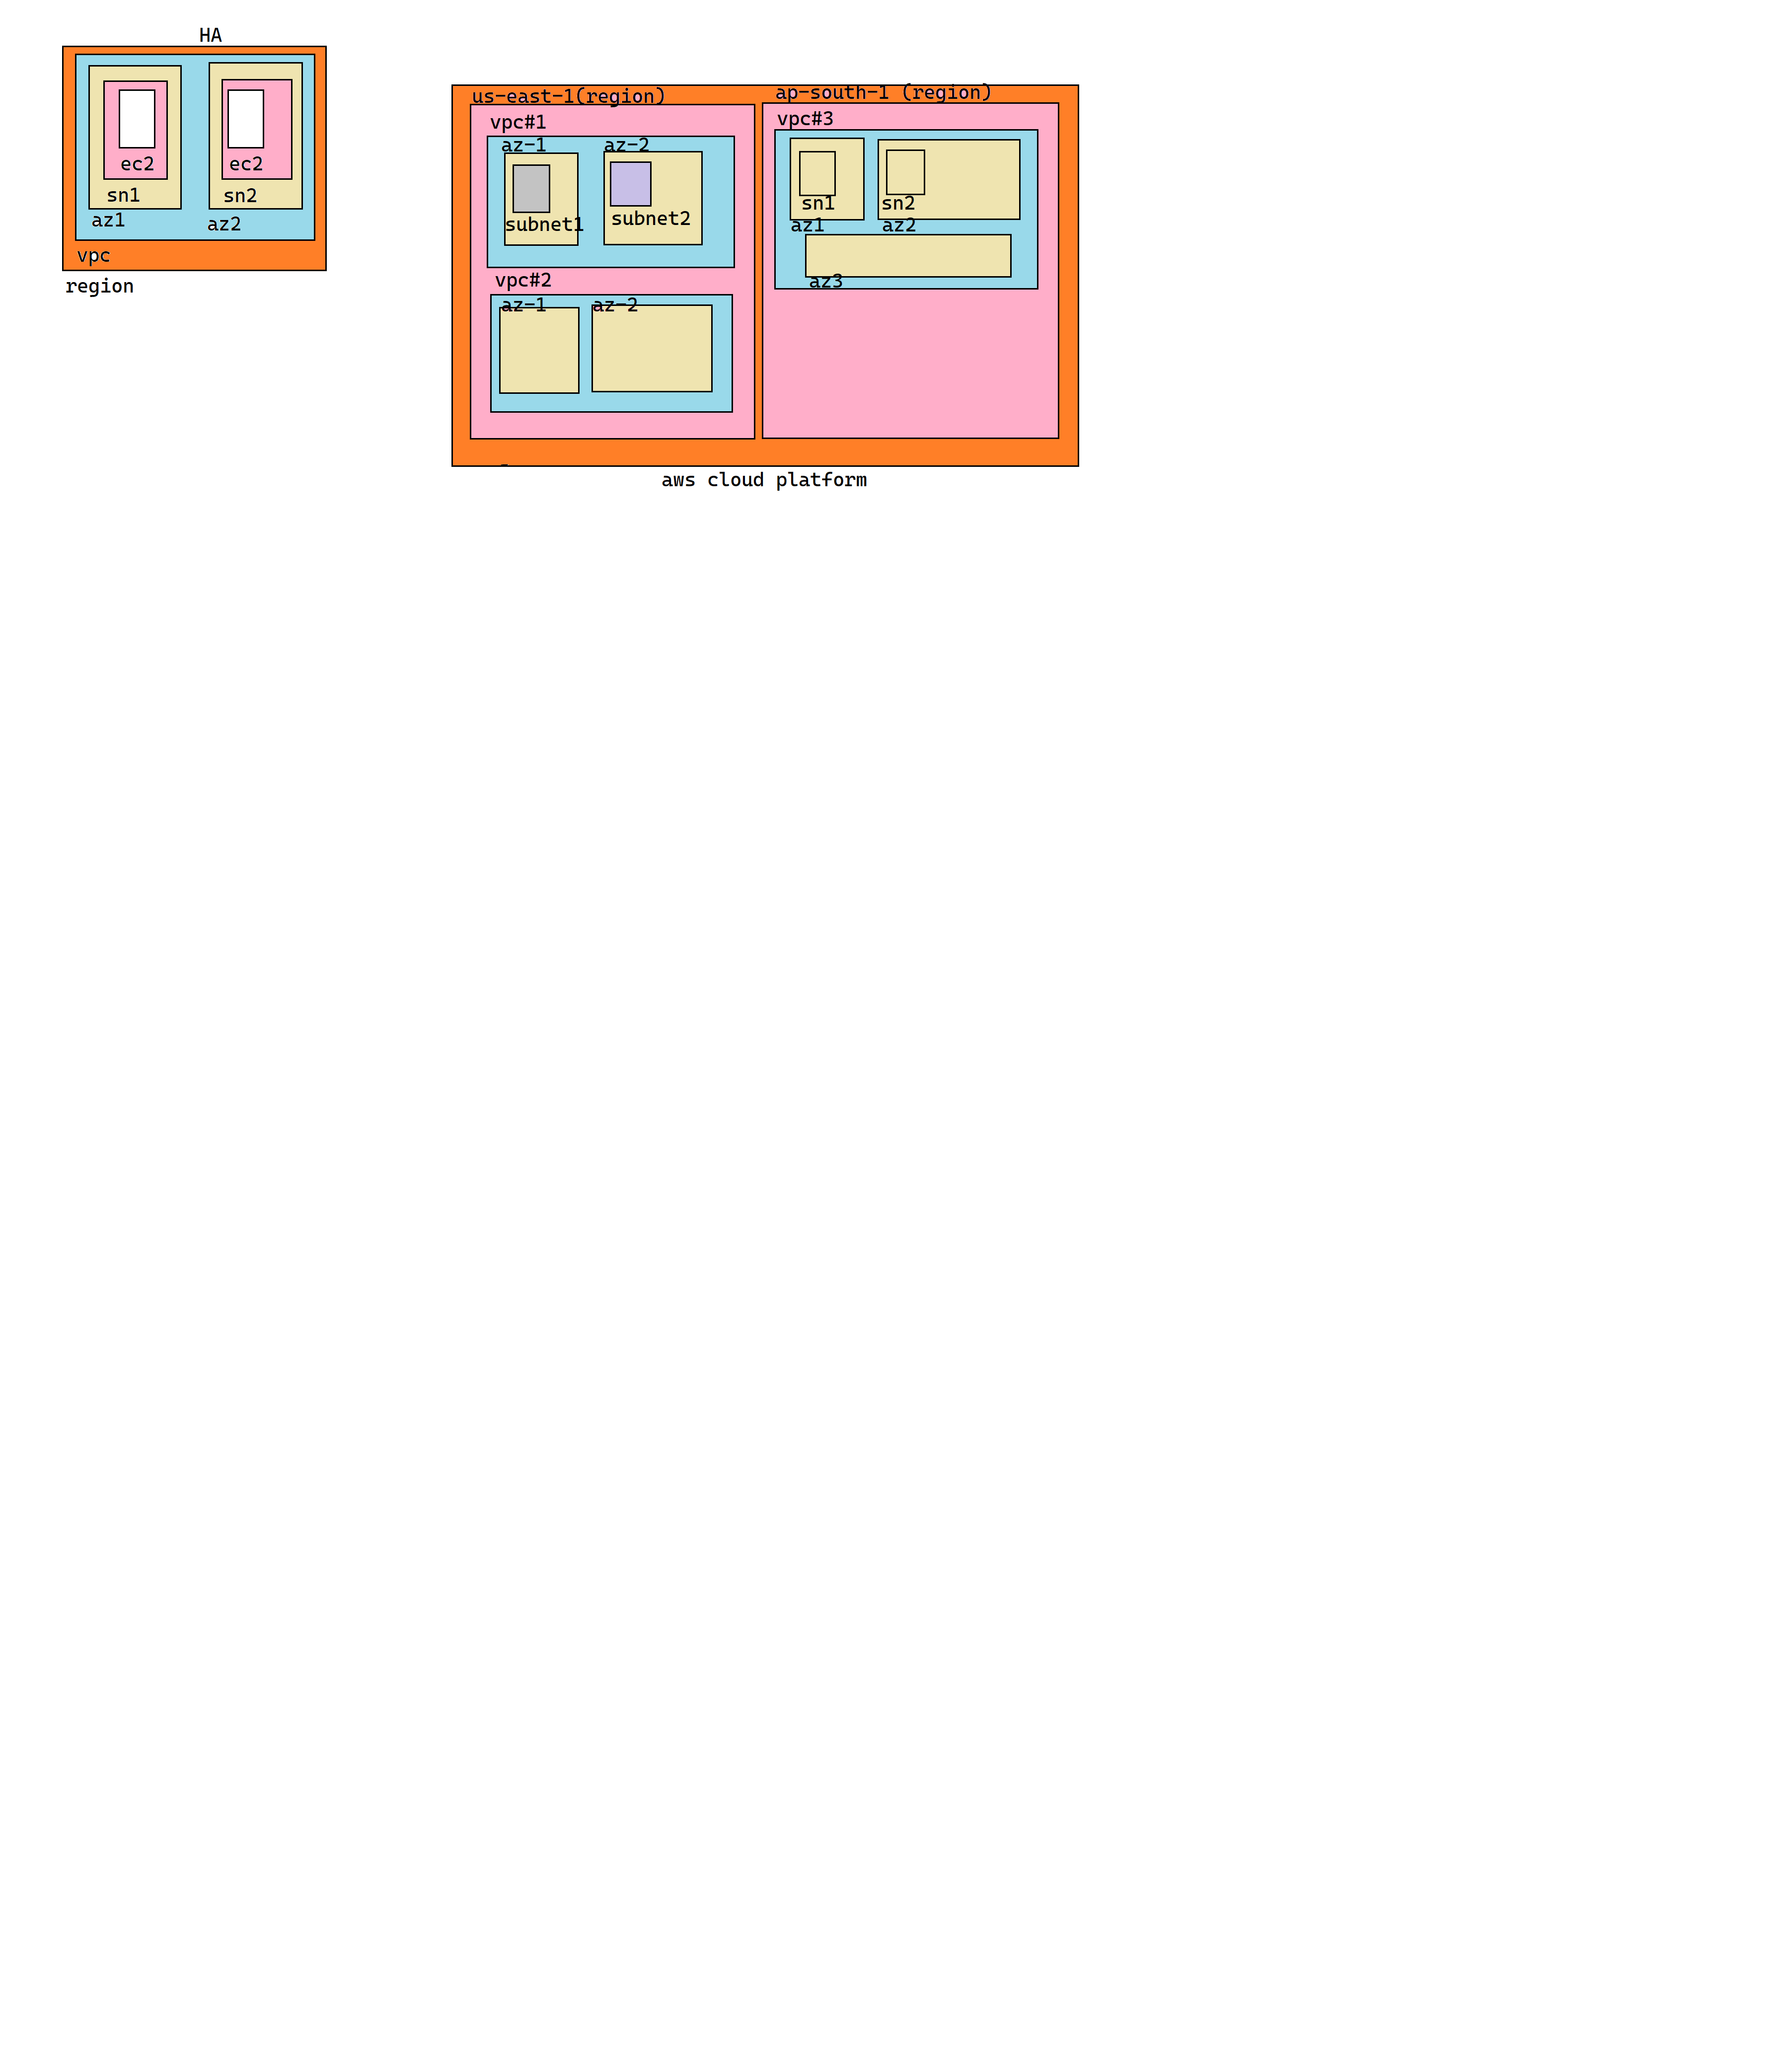 HA
ec2
ec2
sn1
sn2
az1
az2
vpc
region
us-east-1(region)
ap-south-1 (region)
vpc#1
vpc#3
az-1
az-2
subnet1
subnet2
sn1
sn2
az1
az2
az3
vpc#2
az-1
az-2
aws cloud platform